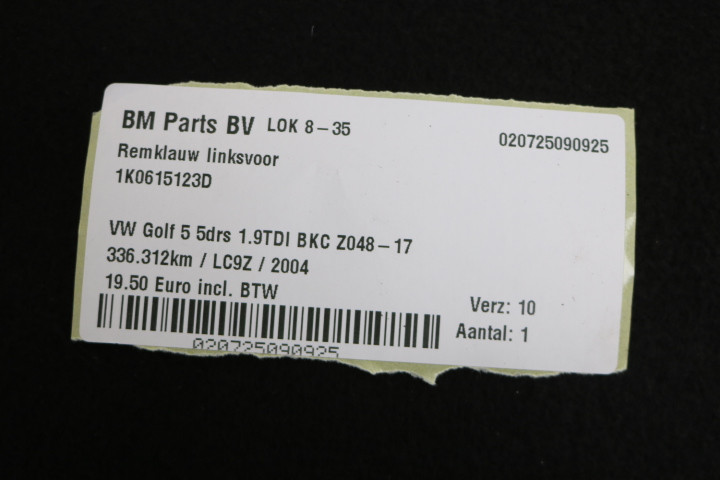 BM Parts BV LOK 8-35
020725090925
Remklauw linksvoor
1K0615123D
VW Golf 5 5drs 1.9TDI BKC Z048-17
336.312km / LC9Z / 2004
19.50 Euro incl. BTW
Verz: 10
Aantal: 1
020725090925